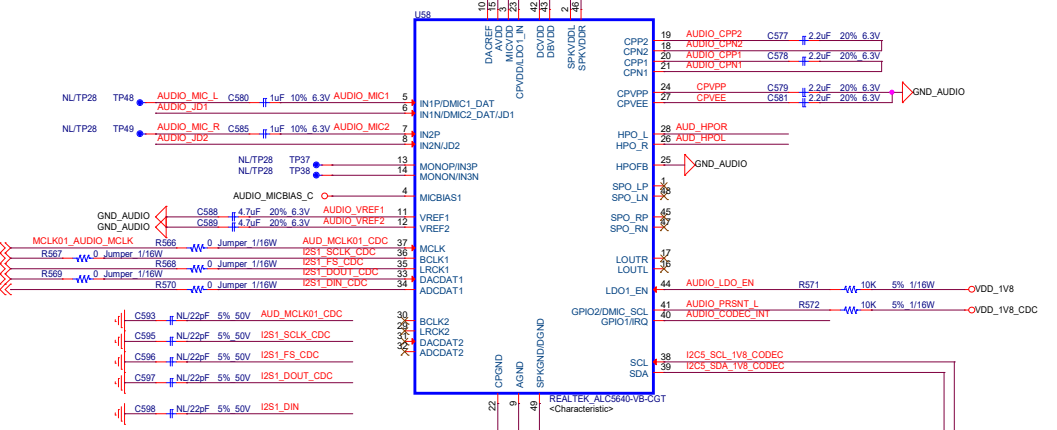 U58
10 15 3 23 42 43 2 46
DACREF
AVDD
MICVDD
CPVDD/LDO1_IN
DCVDD
DBVDD
SPKVDDL
SPKVDDR
NL/TP28 TP48 AUDIO_MIC_L C580 1uF 10% 6.3V AUDIO_MIC1 5 IN1P/DMIC1_DAT
AUDIO_JD1 6 IN1N/DMIC2_DAT/JD1
NL/TP28 TP49 AUDIO_MIC_R C585 1uF 10% 6.3V AUDIO_MIC2 7 IN2P
AUDIO_JD2 8 IN2N/JD2
NL/TP28 TP37 13 MONOP/IN3P
NL/TP28 TP38 14 MONON/IN3N
AUDIO_MICBIAS_C 4 MICBIAS1
GND_AUDIO C588 4.7uF 20% 6.3V AUDIO_VREF1 11 VREF1
GND_AUDIO C589 4.7uF 20% 6.3V AUDIO_VREF2 12 VREF2
MCLK01_AUDIO_MCLK R566 0 Jumper 1/16W AUD_MCLK01_CDC 37 MCLK
R567 0 Jumper 1/16W I2S1_SCLK_CDC 36 BCLK1
R568 0 Jumper 1/16W I2S1_FS_CDC 35 LRCK1
R569 0 Jumper 1/16W I2S1_DOUT_CDC 33 DACDAT1
R570 0 Jumper 1/16W I2S1_DIN_CDC 34 ADCDAT1
C593 NL/22pF 5% 50V AUD_MCLK01_CDC
C595 NL/22pF 5% 50V I2S1_SCLK_CDC
C596 NL/22pF 5% 50V I2S1_FS_CDC
C597 NL/22pF 5% 50V I2S1_DOUT_CDC
C598 NL/22pF 5% 50V I2S1_DIN
30 BCLK2
29 LRCK2
31 DACDAT2
32 ADCDAT2
CPP2 19 AUDIO_CPP2 C577 2.2uF 20% 6.3V
CPN2 18 AUDIO_CPN2
CPP1 20 AUDIO_CPP1 C578 2.2uF 20% 6.3V
CPN1 21 AUDIO_CPN1
CPVPP 24 CPVPP C579 2.2uF 20% 6.3V GND_AUDIO
CPVEE 27 CPVEE C581 2.2uF 20% 6.3V
HPO_L 28 AUD_HPOR
HPO_R 26 AUD_HPOL
HPOFB 25 GND_AUDIO
SPO_LP 1
SPO_LN 48
SPO_RP 45
SPO_RN 47
LOUTR 17
LOUTL 16
LDO1_EN 44 AUDIO_LDO_EN R571 10K 5% 1/16W VDD_1V8
GPIO2/DMIC_SCL 41 AUDIO_PRSNT_L R572 10K 5% 1/16W VDD_1V8_CDC
GPIO1/IRQ 40 AUDIO_CODEC_INT
SCL 38 I2C5_SCL_1V8_CODEC
SDA 39 I2C5_SDA_1V8_CODEC
CPGND
AGND
SPKGND/DGND
22 9 49
REALTEK_ALC5640-VB-CGT
<Characteristic>